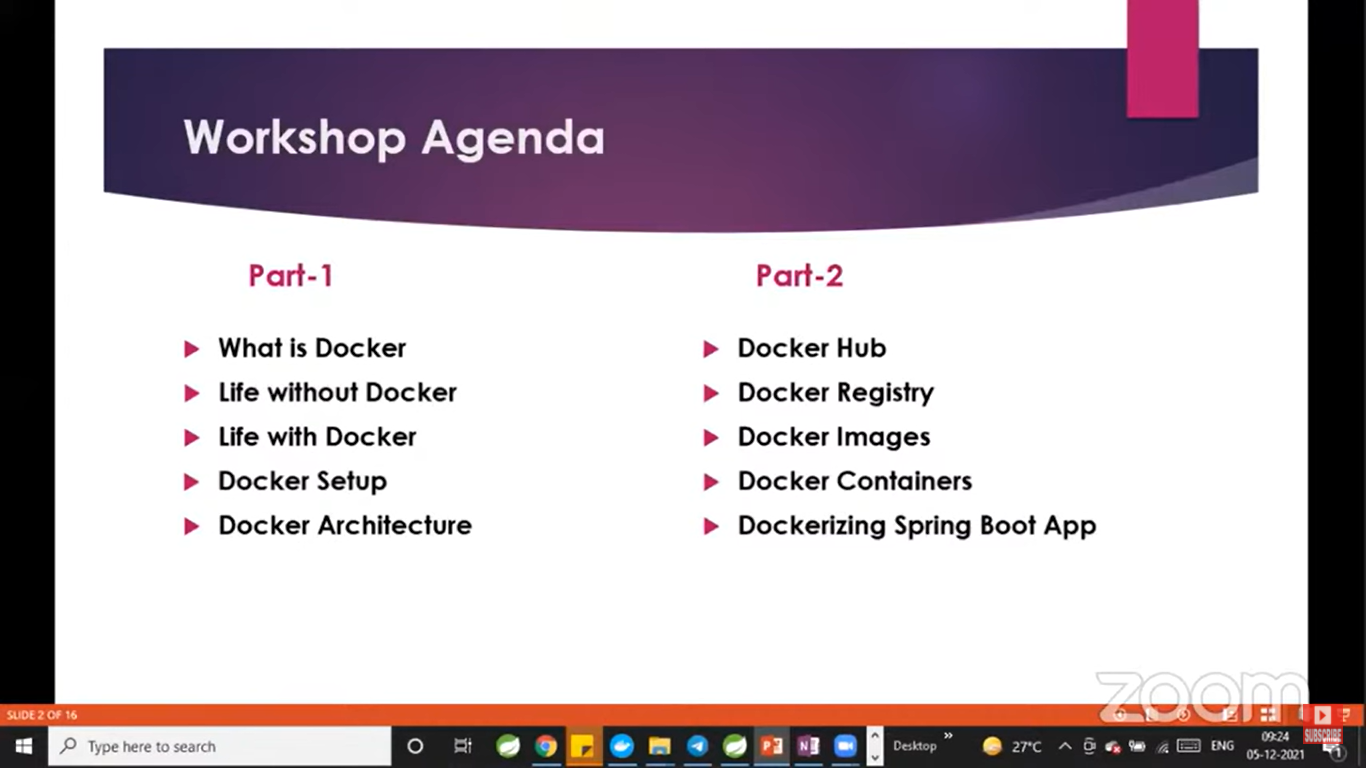 Workshop Agenda
Part-1
What is Docker
Life without Docker
Life with Docker
Docker Setup
Docker Architecture
Part-2
Docker Hub
Docker Registry
Docker Images
Docker Containers
Dockerizing Spring Boot App
zoom
SLIDE 2 OF 16
SUBSCRIBE
Type here to search
Desktop
27°C
ENG
09:24
05-12-2021